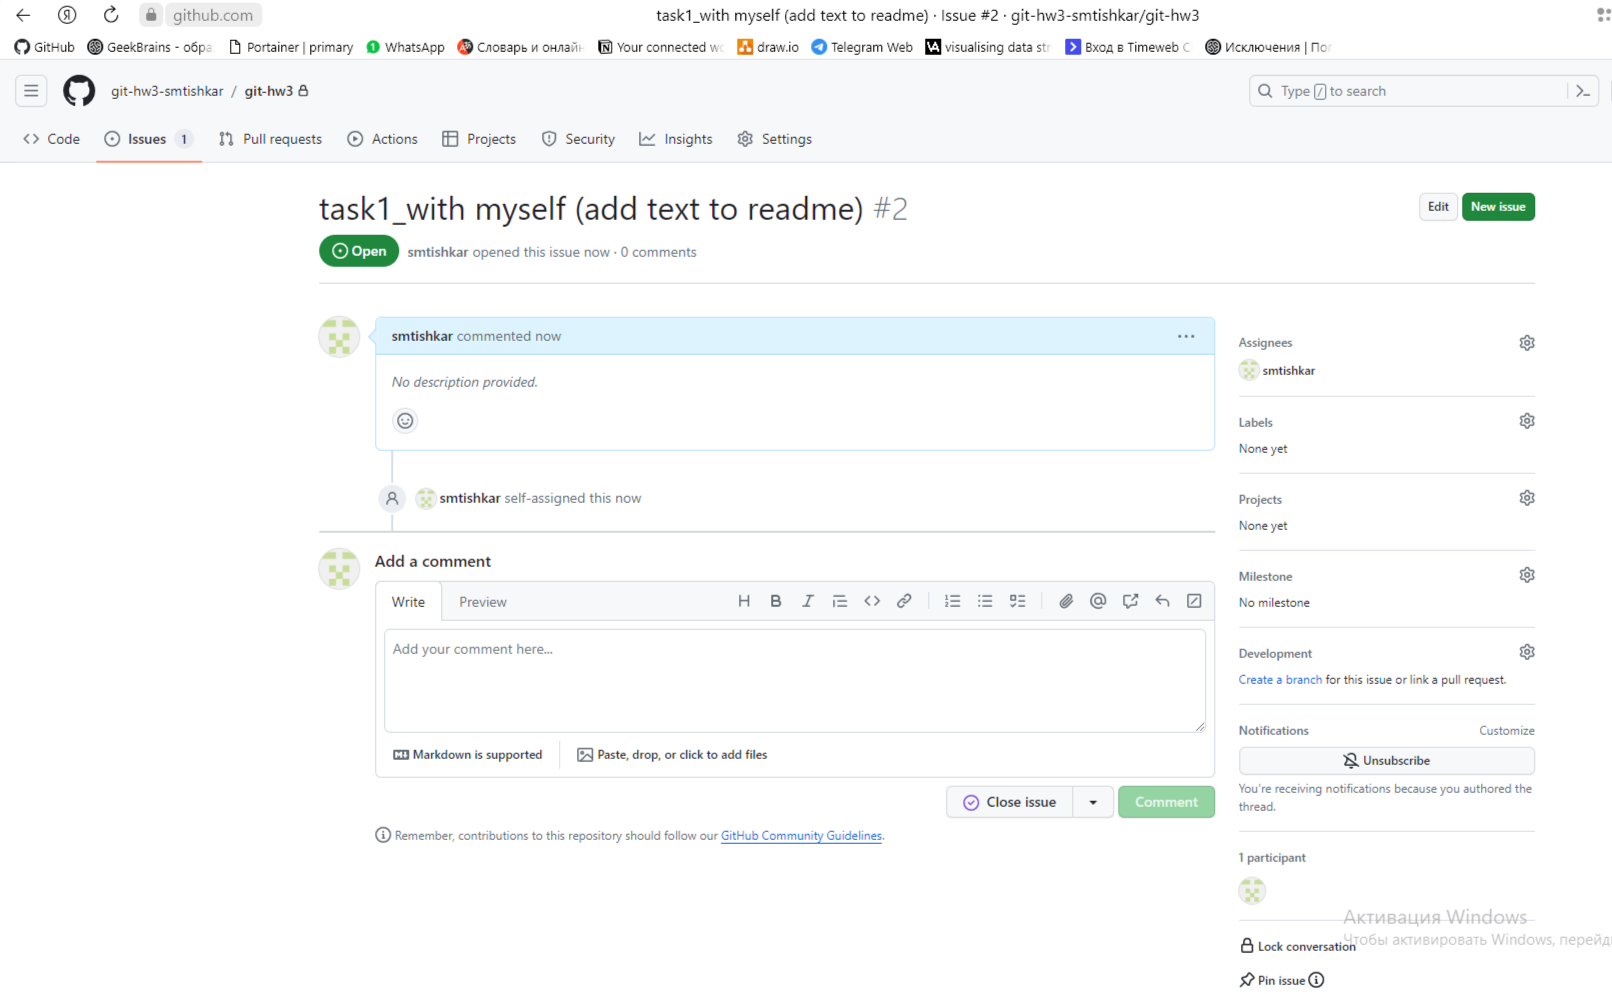 github.com
task1_with myself (add text to readme) · Issue #2 · git-hw3-smtishkar/git-hw3
GitHub GeekBrains - обра Portainer | primary WhatsApp Словарь и онлайн Your connected wo draw.io Telegram Web visualising data str Вход в Timeweb C Исключения | Пол
git-hw3-smtishkar / git-hw3
Type / to search
Code Issues 1 Pull requests Actions Projects Security Insights Settings
task1_with myself (add text to readme) #2
Edit New issue
Open smtishkar opened this issue now · 0 comments
smtishkar commented now
No description provided.
smtishkar self-assigned this now
Add a comment
Write Preview
Add your comment here...
Markdown is supported Paste, drop, or click to add files
Close issue Comment
Remember, contributions to this repository should follow our GitHub Community Guidelines.
Assignees
smtishkar
Labels
None yet
Projects
None yet
Milestone
No milestone
Development
Create a branch for this issue or link a pull request.
Notifications Customize
Unsubscribe
You're receiving notifications because you authored the
thread.
1 participant
Активация Windows
Чтобы активировать Windows, перейди
Lock conversation
Pin issue